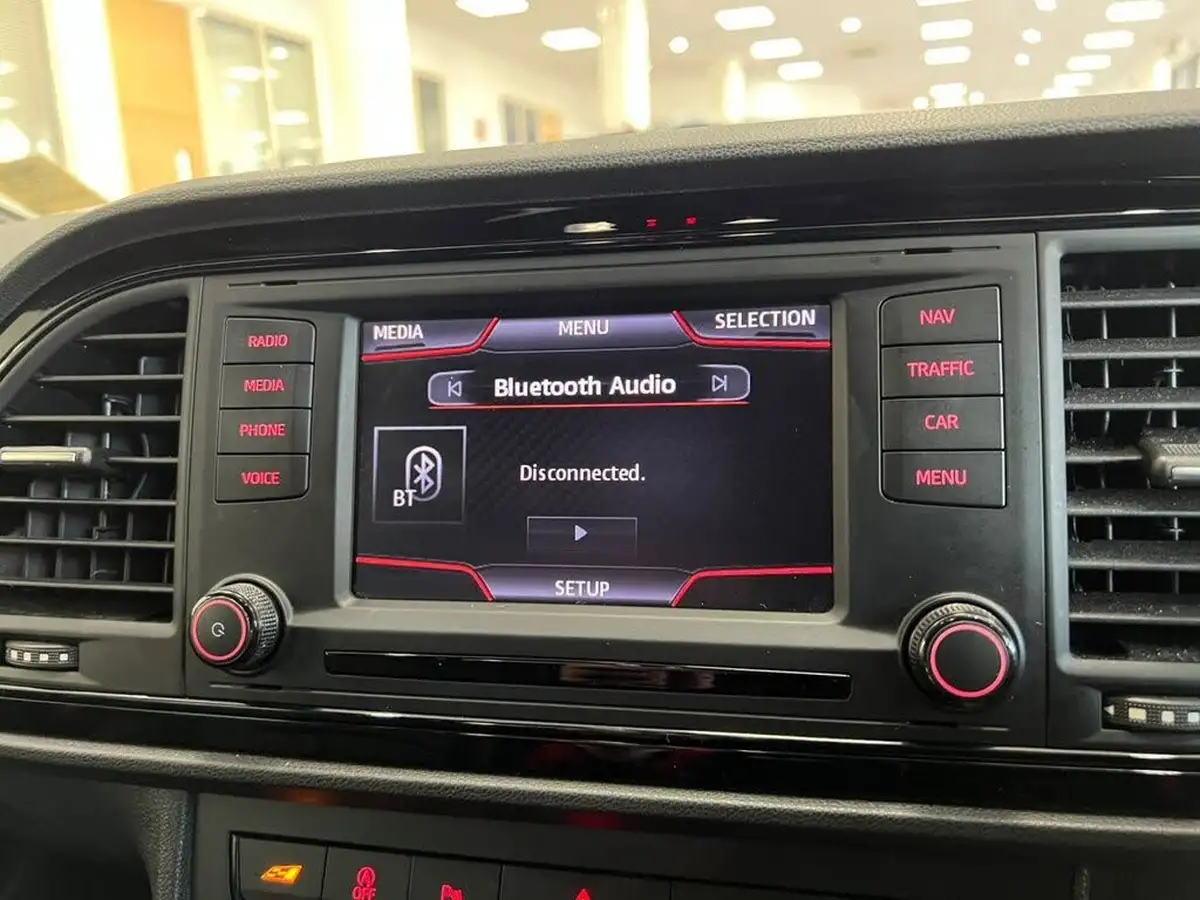 RADIO
MEDIA
PHONE
VOICE
MEDIA
MENU
SELECTION
Bluetooth Audio
BT
Disconnected.
SETUP
NAV
TRAFFIC
CAR
MENU
OFF